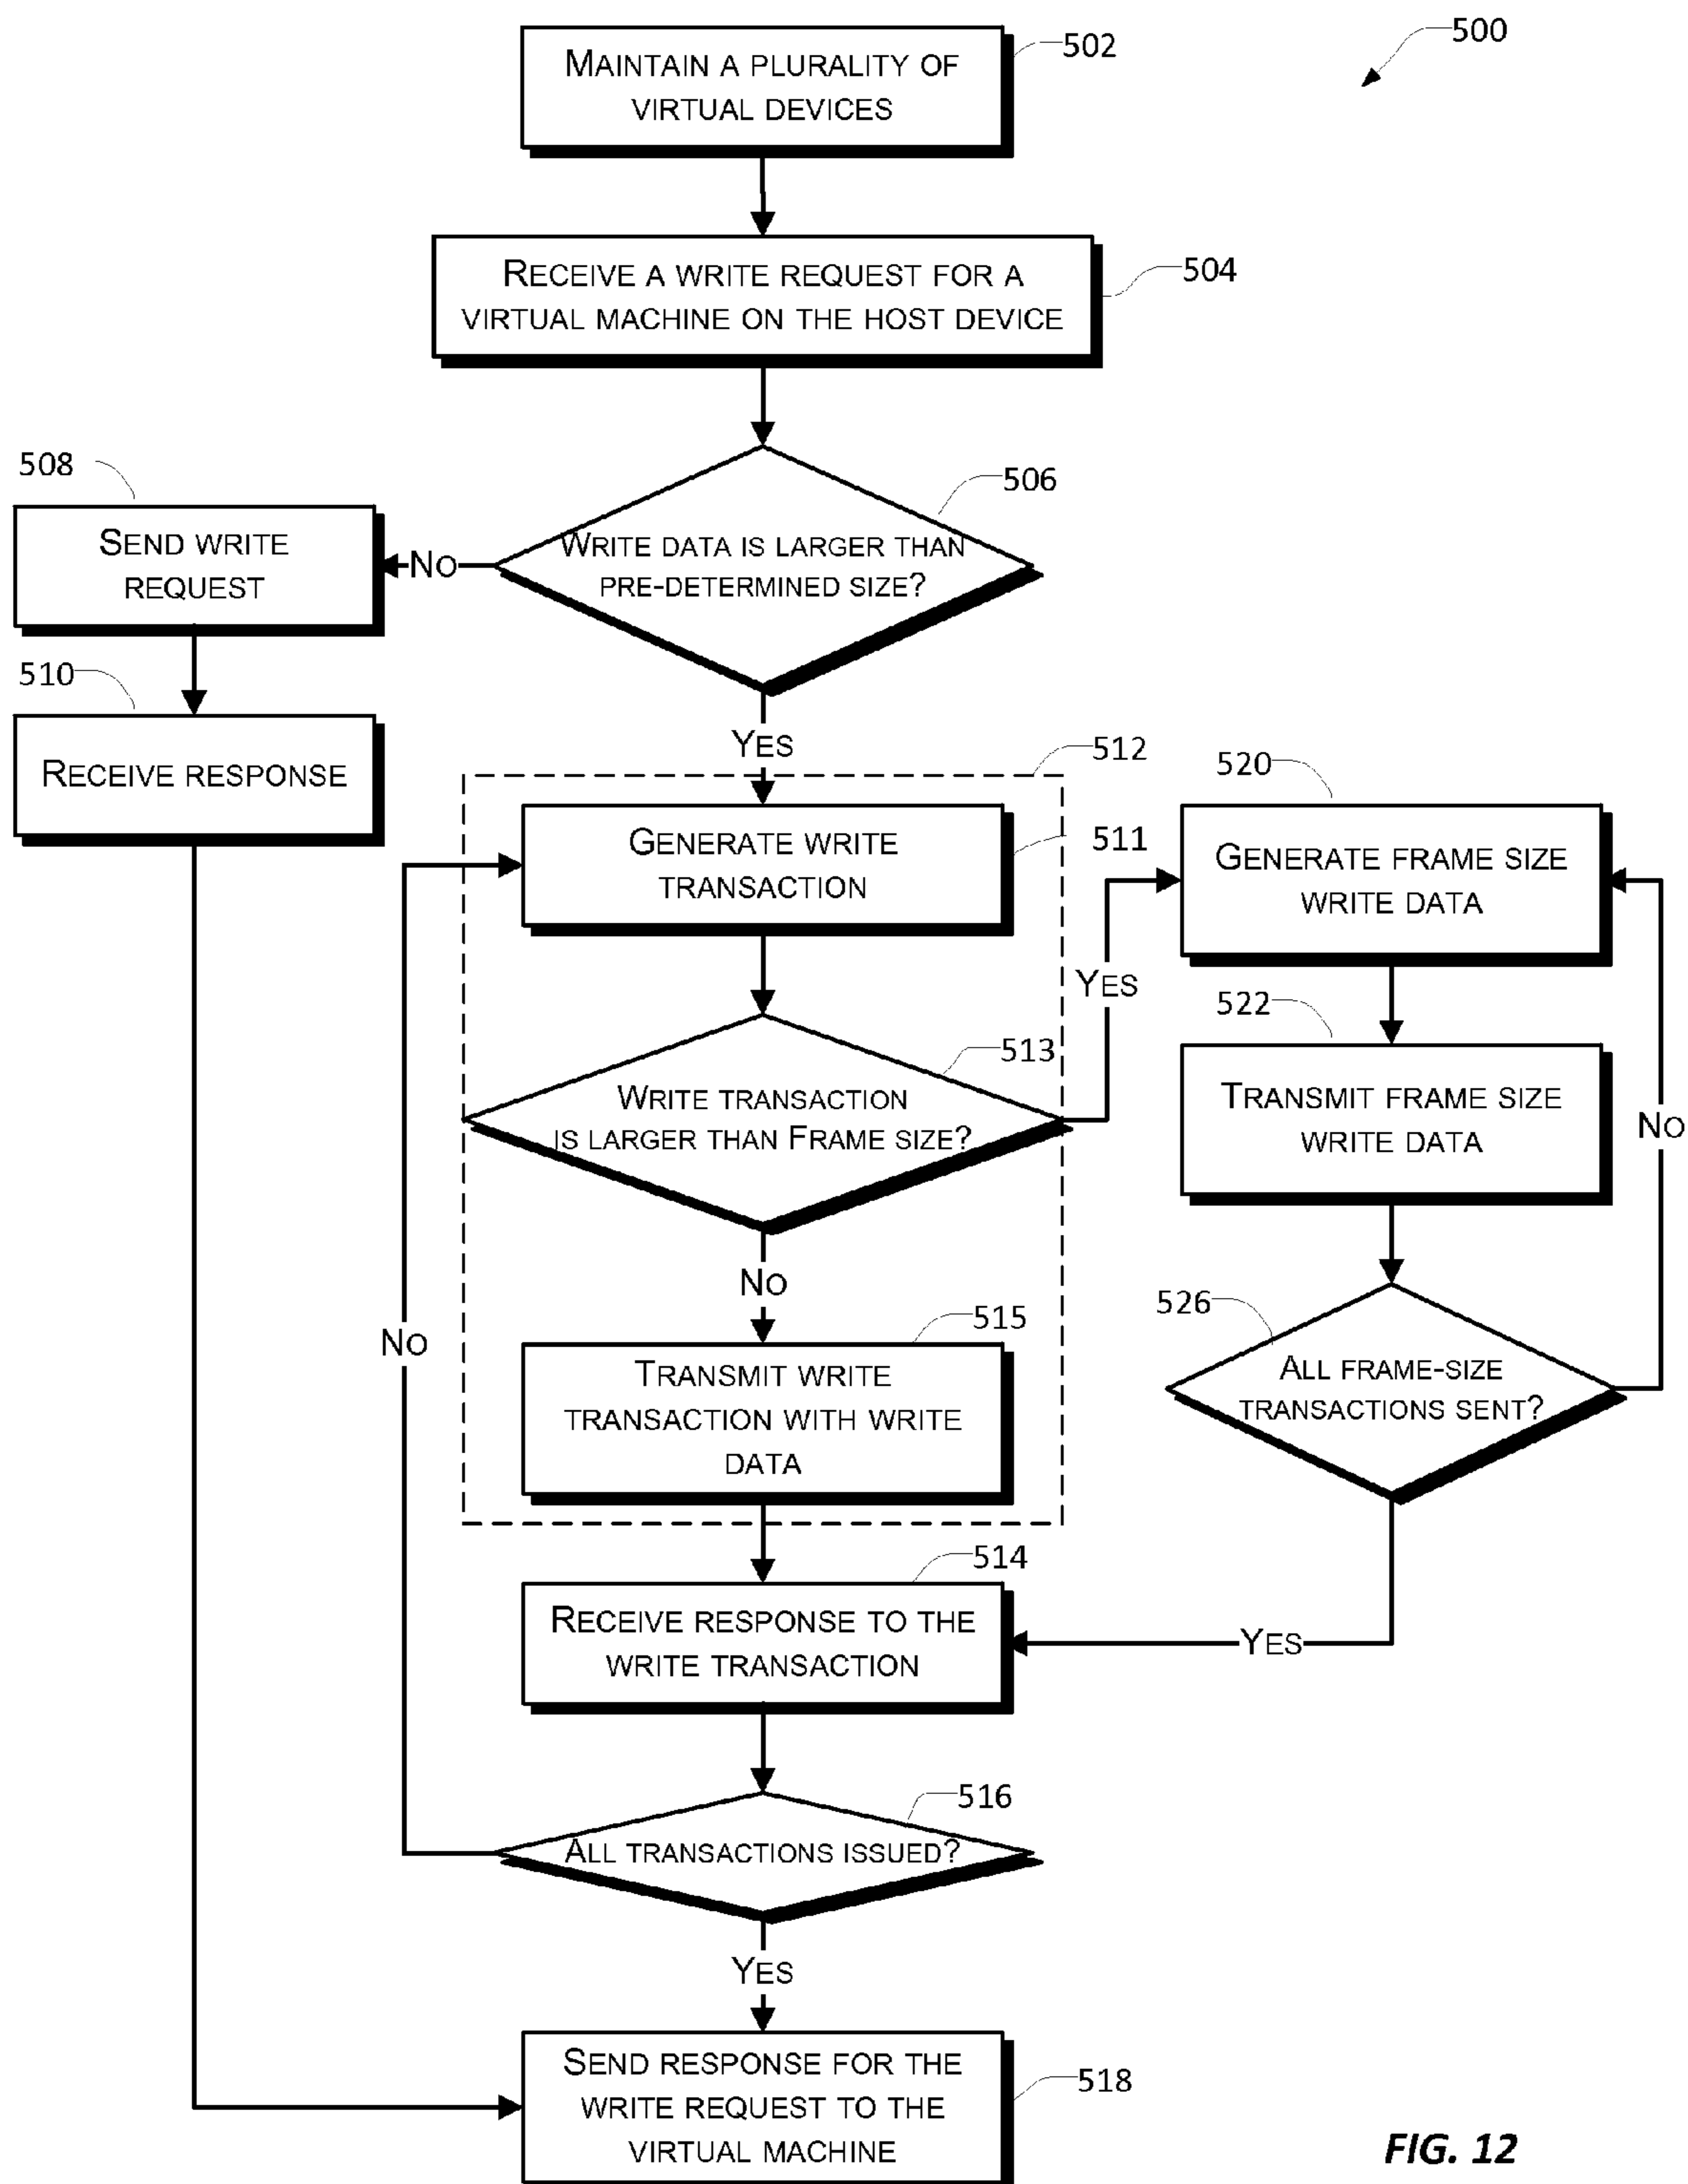 500
502
MAINTAIN A PLURALITY OF
VIRTUAL DEVICES
504
RECEIVE A WRITE REQUEST FOR A
VIRTUAL MACHINE ON THE HOST DEVICE
506
WRITE DATA IS LARGER THAN
PRE-DETERMINED SIZE?
NO
508
SEND WRITE
REQUEST
510
RECEIVE RESPONSE
YES
512
511
GENERATE WRITE
TRANSACTION
513
WRITE TRANSACTION
IS LARGER THAN FRAME SIZE?
YES
520
GENERATE FRAME SIZE
WRITE DATA
522
TRANSMIT FRAME SIZE
WRITE DATA
526
ALL FRAME-SIZE
TRANSACTIONS SENT?
NO
YES
NO
515
TRANSMIT WRITE
TRANSACTION WITH WRITE
DATA
514
RECEIVE RESPONSE TO THE
WRITE TRANSACTION
516
ALL TRANSACTIONS ISSUED?
NO
YES
518
SEND RESPONSE FOR THE
WRITE REQUEST TO THE
VIRTUAL MACHINE
FIG. 12